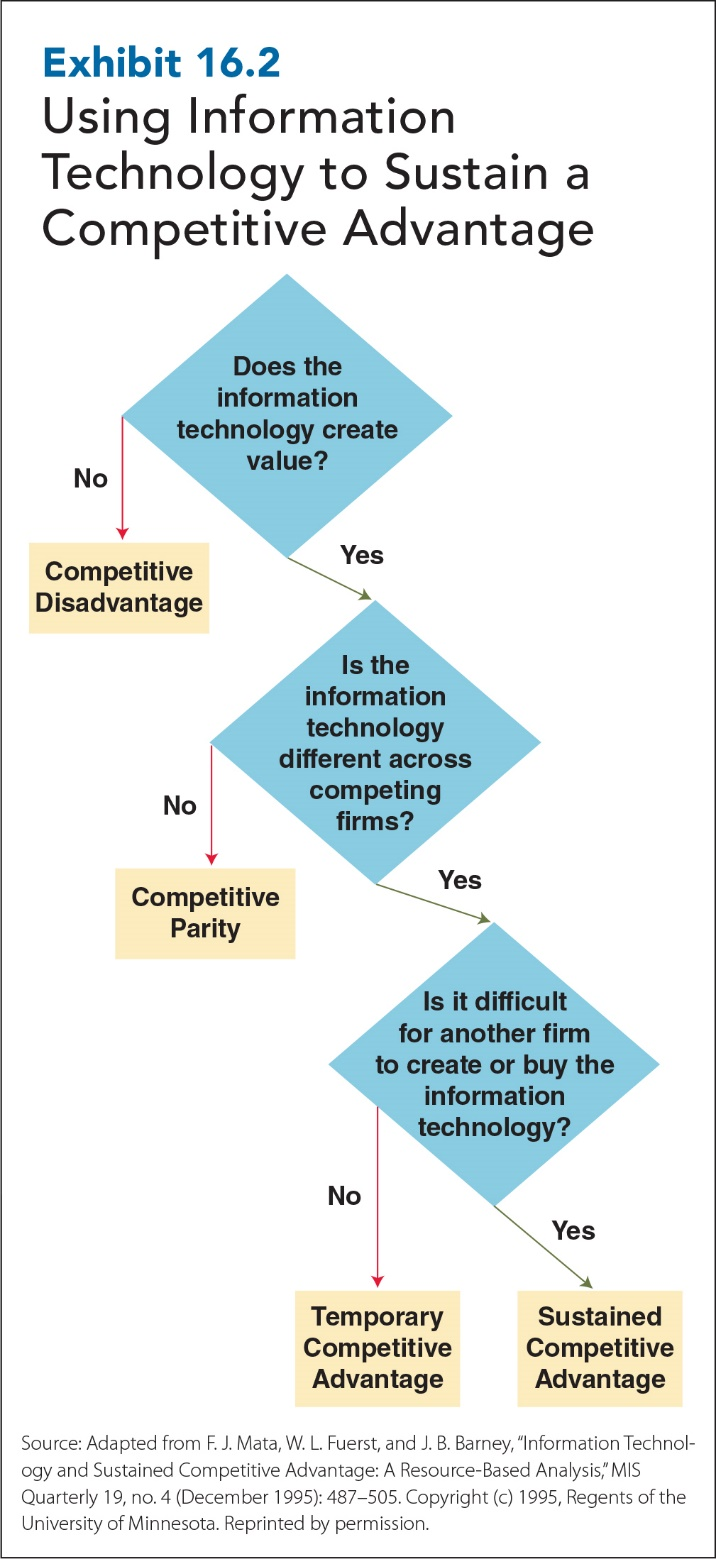 Exhibit 16.2
Using Information
Technology to Sustain a
Competitive Advantage
Does the
information
technology create
value?
No
Yes
Competitive
Disadvantage
Is the
information
technology
different across
competing
firms?
No
Yes
Competitive
Parity
Is it difficult
for another firm
to create or buy the
information
technology?
No
Yes
Temporary
Competitive
Advantage
Sustained
Competitive
Advantage
Source: Adapted from F. J. Mata, W. L. Fuerst, and J. B. Barney, “Information Technol-
ogy and Sustained Competitive Advantage: A Resource-Based Analysis,” MIS
Quarterly 19, no. 4 (December 1995): 487–505. Copyright (c) 1995, Regents of the
University of Minnesota. Reprinted by permission.